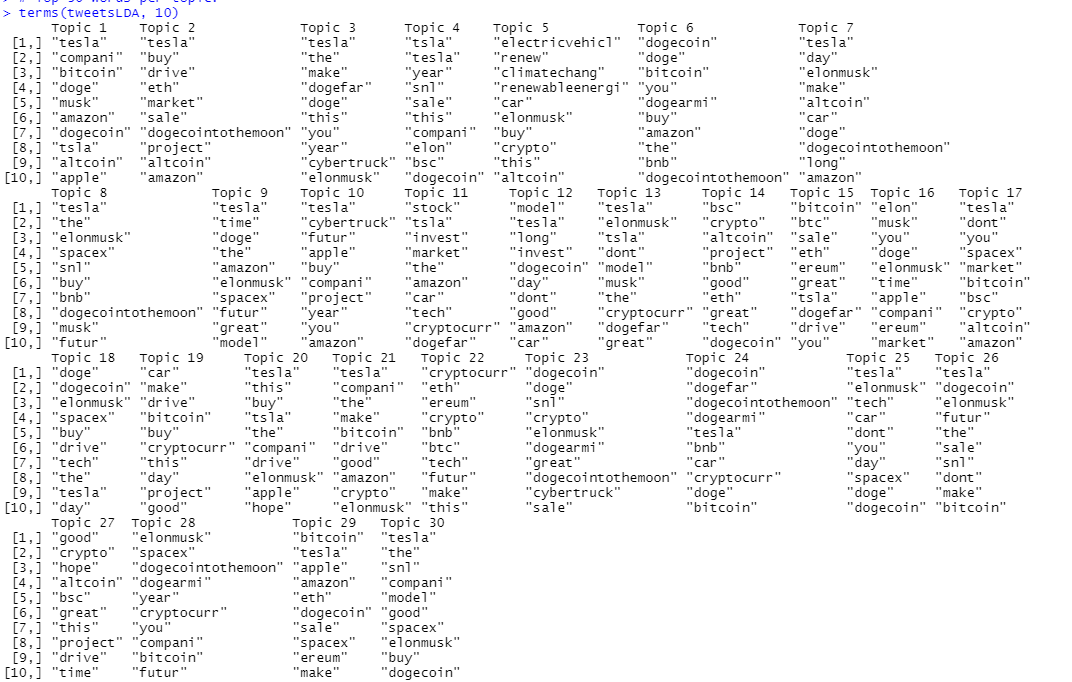 > terms(tweetsLDA, 10)
Topic 1 Topic 2 Topic 3 Topic 4 Topic 5 Topic 6 Topic 7
[1,] "tesla" "tesla" "tesla" "tsla" "electricvehicl" "dogecoin" "tesla"
[2,] "compani" "buy" "the" "tesla" "renew" "doge" "day"
[3,] "bitcoin" "drive" "make" "year" "climatechang" "bitcoin" "elonmusk"
[4,] "doge" "eth" "dogefar" "snl" "renewableenergi" "you" "make"
[5,] "musk" "market" "doge" "sale" "car" "dogearmi" "altcoin"
[6,] "amazon" "sale" "this" "this" "elonmusk" "buy" "car"
[7,] "dogecoin" "dogecointothemoon" "you" "compani" "buy" "amazon" "doge"
[8,] "tsla" "project" "year" "elon" "crypto" "the" "dogecointothemoon"
[9,] "altcoin" "altcoin" "cybertruck" "bsc" "this" "bnb" "long"
[10,] "apple" "amazon" "elonmusk" "dogecoin" "altcoin" "dogecointothemoon" "amazon"
Topic 8 Topic 9 Topic 10 Topic 11 Topic 12 Topic 13 Topic 14 Topic 15 Topic 16 Topic 17
[1,] "tesla" "tesla" "tesla" "stock" "model" "tesla" "bsc" "bitcoin" "elon" "tesla"
[2,] "the" "time" "cybertruck" "tsla" "tesla" "elonmusk" "crypto" "btc" "musk" "dont"
[3,] "elonmusk" "doge" "futur" "invest" "long" "tsla" "altcoin" "sale" "you" "you"
[4,] "spacex" "the" "apple" "market" "invest" "dont" "project" "eth" "doge" "spacex"
[5,] "snl" "amazon" "buy" "the" "dogecoin" "model" "bnb" "ereum" "elonmusk" "market"
[6,] "buy" "elonmusk" "compani" "amazon" "day" "musk" "good" "great" "time" "bitcoin"
[7,] "bnb" "spacex" "project" "car" "dont" "the" "eth" "tsla" "apple" "bsc"
[8,] "dogecointothemoon" "futur" "year" "tech" "good" "cryptocurr" "great" "dogefar" "compani" "crypto"
[9,] "musk" "great" "you" "cryptocurr" "amazon" "dogefar" "tech" "drive" "ereum" "altcoin"
[10,] "futur" "model" "amazon" "dogefar" "car" "great" "dogecoin" "you" "market" "amazon"
Topic 18 Topic 19 Topic 20 Topic 21 Topic 22 Topic 23 Topic 24 Topic 25 Topic 26
[1,] "doge" "car" "tesla" "tesla" "cryptocurr" "dogecoin" "dogecoin" "tesla" "tesla"
[2,] "dogecoin" "make" "this" "compani" "eth" "doge" "dogefar" "elonmusk" "dogecoin"
[3,] "elonmusk" "drive" "buy" "the" "ereum" "snl" "dogecointothemoon" "tech" "elonmusk"
[4,] "spacex" "bitcoin" "tsla" "make" "crypto" "crypto" "dogearmi" "car" "futur"
[5,] "buy" "buy" "the" "bitcoin" "bnb" "elonmusk" "tesla" "dont" "the"
[6,] "drive" "cryptocurr" "compani" "drive" "btc" "dogearmi" "bnb" "you" "sale"
[7,] "tech" "this" "drive" "good" "tech" "great" "car" "day" "snl"
[8,] "the" "day" "elonmusk" "amazon" "futur" "dogecointothemoon" "cryptocurr" "spacex" "dont"
[9,] "tesla" "project" "apple" "crypto" "make" "cybertruck" "doge" "doge" "make"
[10,] "day" "good" "hope" "elonmusk" "this" "sale" "bitcoin" "dogecoin" "bitcoin"
Topic 27 Topic 28 Topic 29 Topic 30
[1,] "good" "elonmusk" "bitcoin" "tesla"
[2,] "crypto" "spacex" "tesla" "the"
[3,] "hope" "dogecointothemoon" "apple" "snl"
[4,] "altcoin" "dogearmi" "amazon" "compani"
[5,] "bsc" "year" "eth" "model"
[6,] "great" "cryptocurr" "dogecoin" "good"
[7,] "this" "you" "sale" "spacex"
[8,] "project" "compani" "spacex" "elonmusk"
[9,] "drive" "bitcoin" "ereum" "buy"
[10,] "time" "futur" "make" "dogecoin"